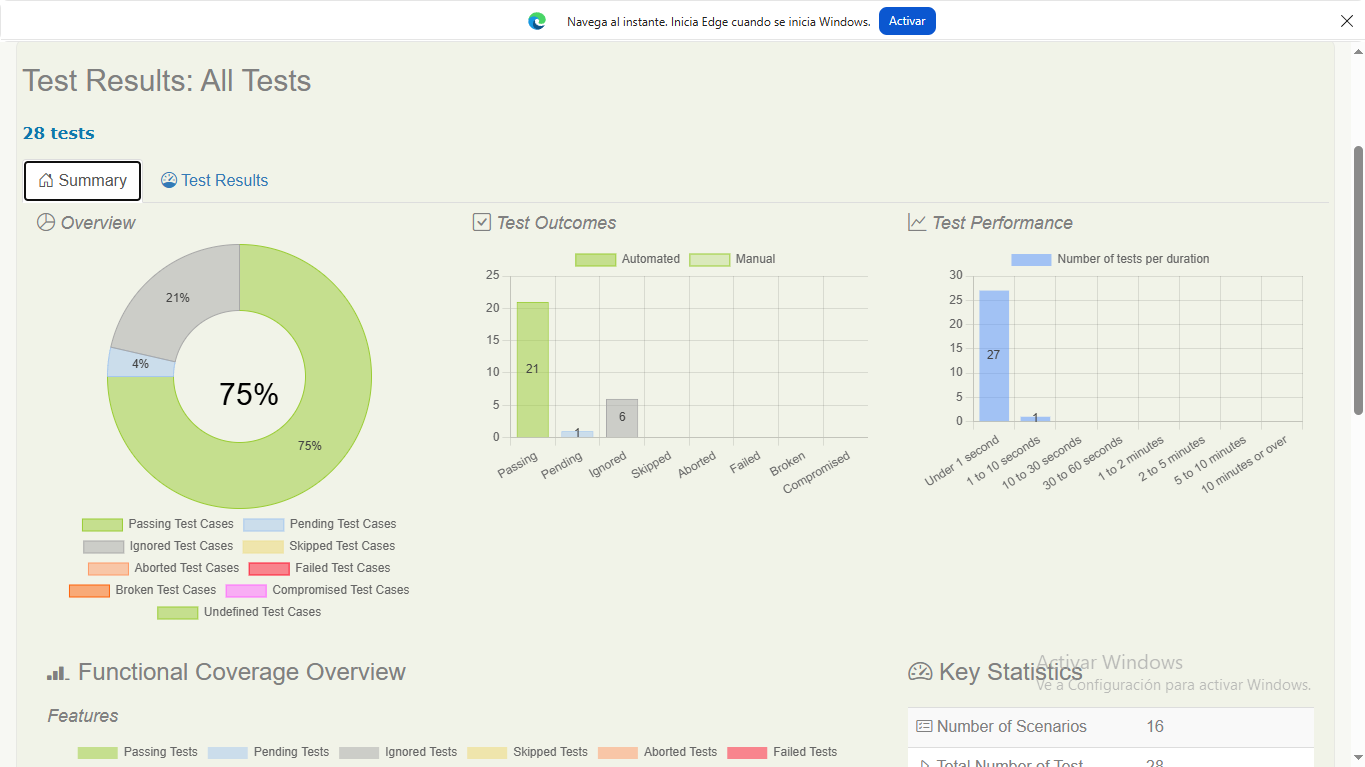 Navega al instante. Inicia Edge cuando se inicia Windows. Activar
Test Results: All Tests
28 tests
Summary Test Results
Overview
21%
4%
75%
75%
Passing Test Cases Pending Test Cases
Ignored Test Cases Skipped Test Cases
Aborted Test Cases Failed Test Cases
Broken Test Cases Compromised Test Cases
Undefined Test Cases
Test Outcomes
Automated Manual
25
20
15
10
5
0
21
1
6
Passing Pending Ignored Skipped Aborted Failed Broken Compromised
Test Performance
Number of tests per duration
30
25
20
15
10
5
0
27
1
Under 1 second 1 to 10 seconds 10 to 30 seconds 30 to 60 seconds 1 to 2 minutes 2 to 5 minutes 5 to 10 minutes 10 minutes or over
Functional Coverage Overview
Features
Passing Tests Pending Tests Ignored Tests Skipped Tests Aborted Tests Failed Tests
Key Statistics
Activar Windows
Ve a Configuración para activar Windows.
Number of Scenarios 16
Total Number of Test 28